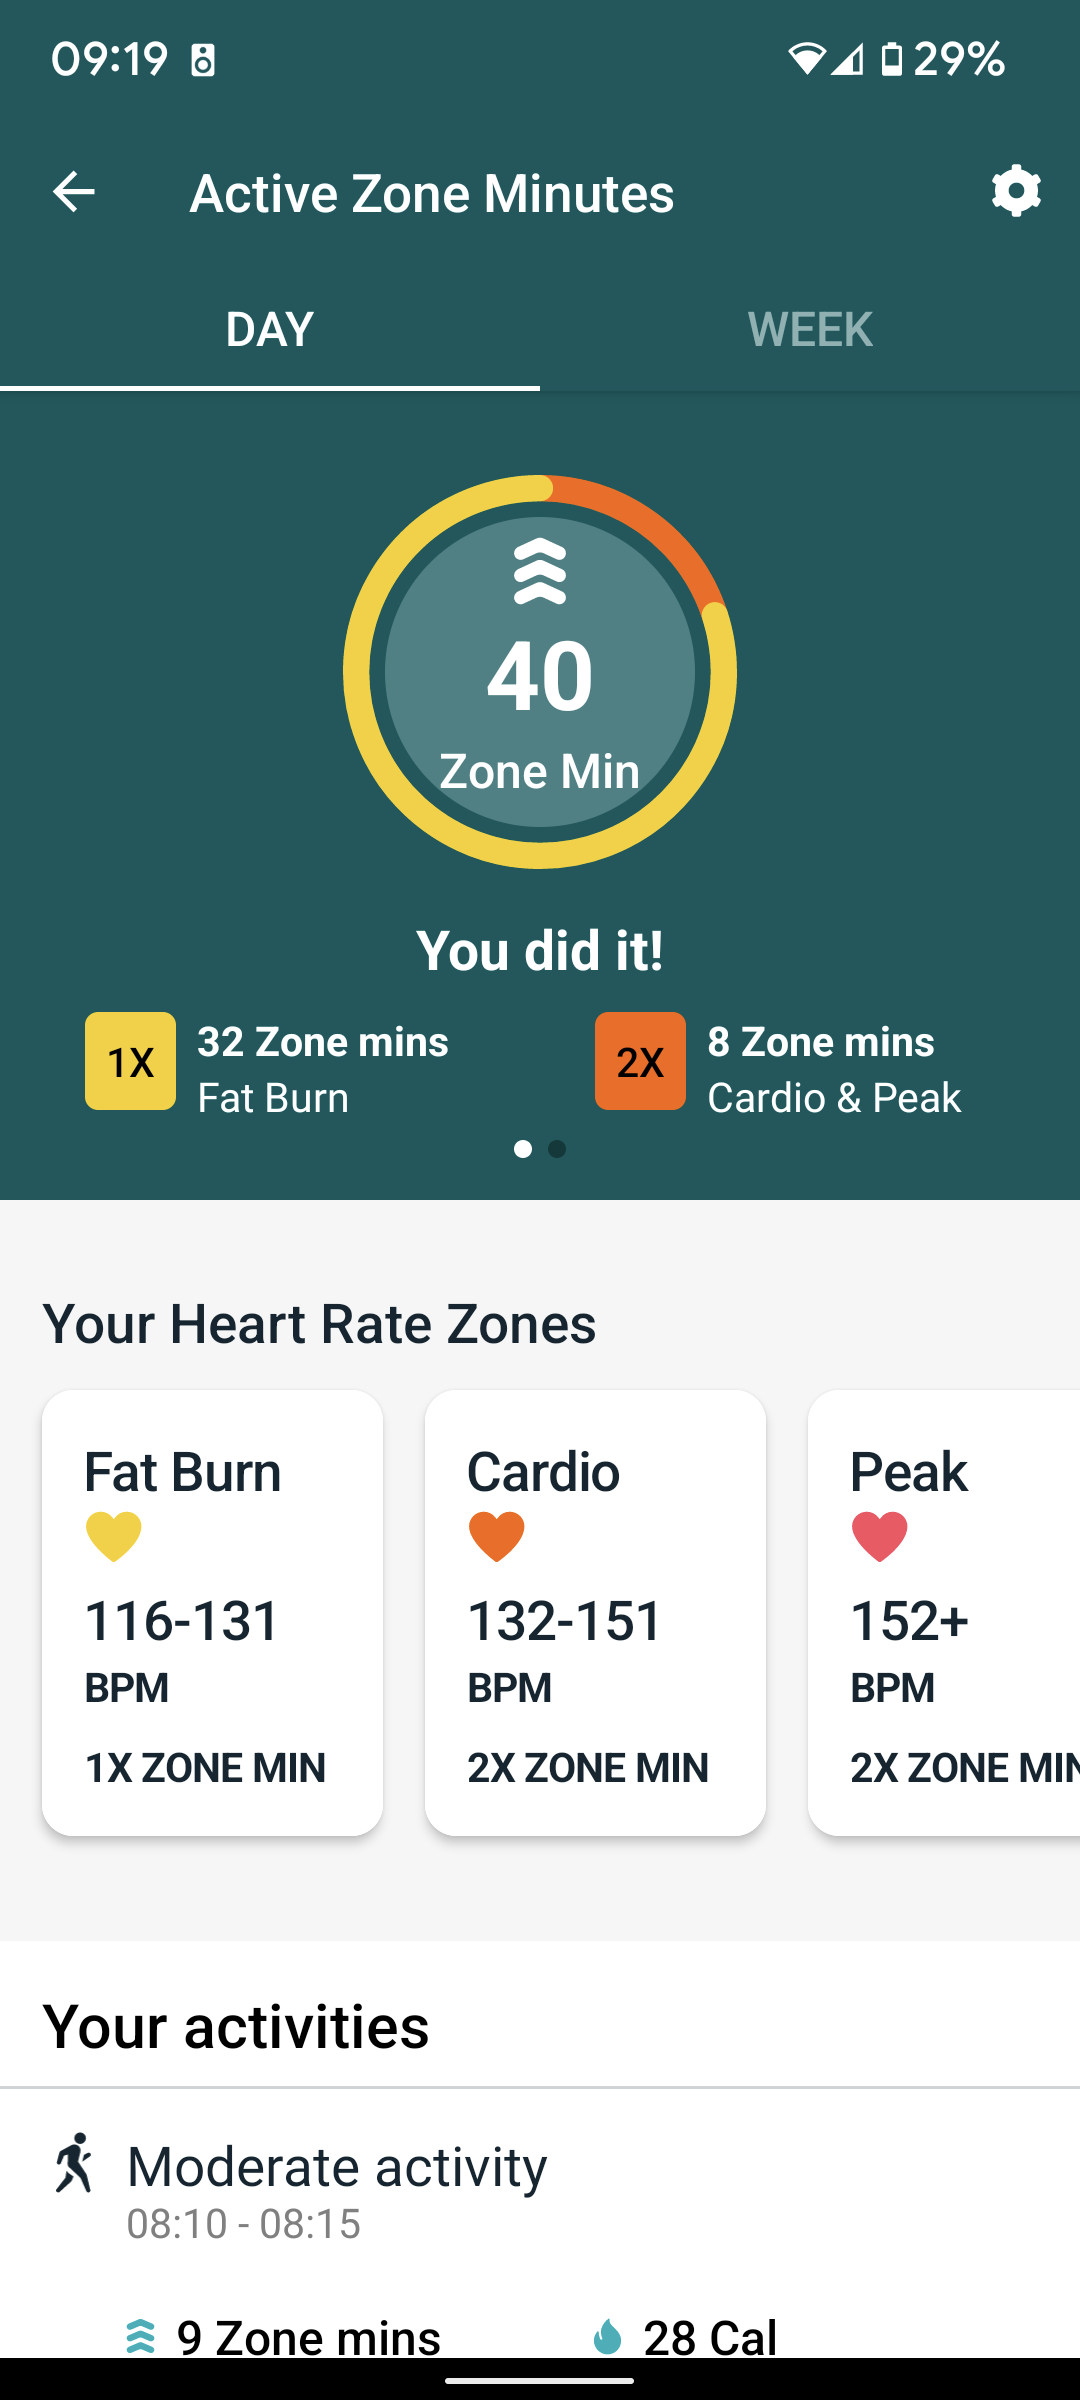 09:19
29%
Active Zone Minutes
DAY
WEEK
40
Zone Min
You did it!
1X
32 Zone mins
Fat Burn
2X
8 Zone mins
Cardio & Peak
Your Heart Rate Zones
Fat Burn
116-131
BPM
1X ZONE MIN
Cardio
132-151
BPM
2X ZONE MIN
Peak
152+
BPM
2X ZONE MIN
Your activities
Moderate activity
08:10 - 08:15
9 Zone mins
28 Cal